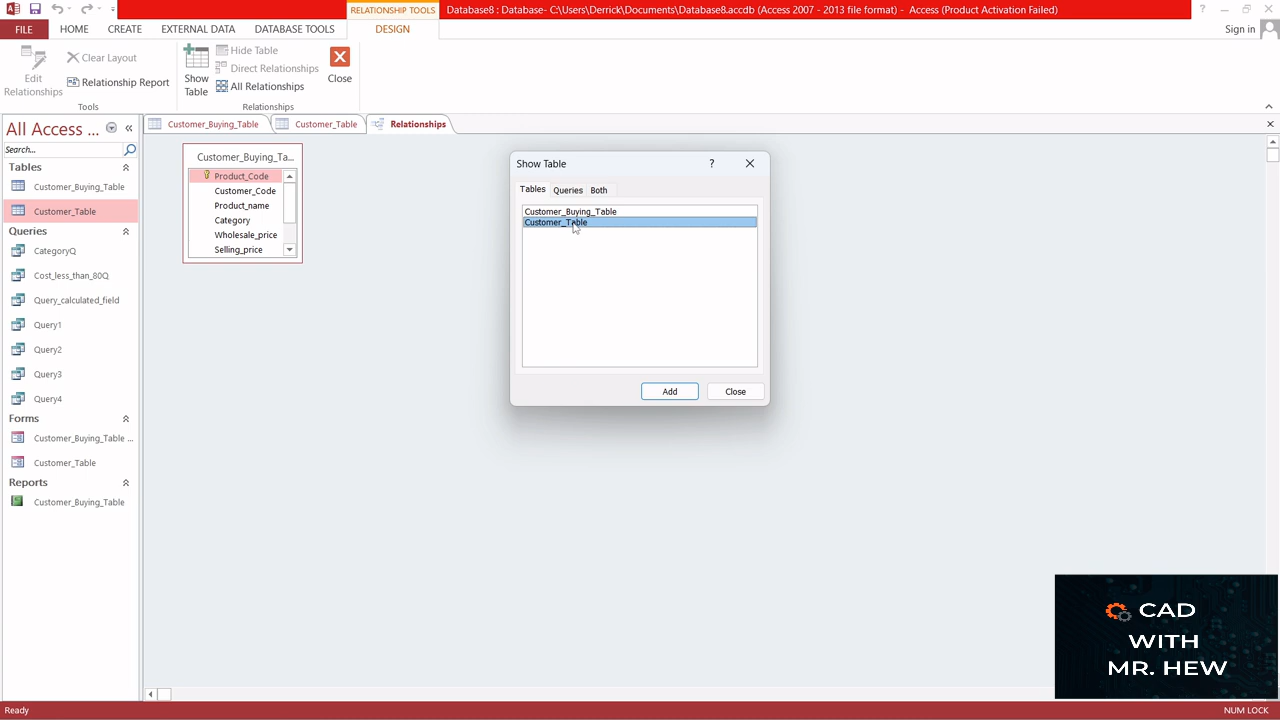 RELATIONSHIP TOOLS
Database8 : Database- C:\Users\Derrick\Documents\Database8.accdb (Access 2007 - 2013 file format) - Access (Product Activation Failed)
FILE HOME CREATE EXTERNAL DATA DATABASE TOOLS DESIGN Sign in
Edit Relationships
Clear Layout
Relationship Report
Tools
Show Table
Hide Table
Direct Relationships
All Relationships
Close
Relationships
All Access ...
Search...
Tables
Customer_Buying_Table
Customer_Table
Queries
CategoryQ
Cost_less_than_80Q
Query_calculated_field
Query1
Query2
Query3
Query4
Forms
Customer_Buying_Table ...
Customer_Table
Reports
Customer_Buying_Table
Customer_Buying_Table Customer_Table Relationships
Customer_Buying_Ta...
Product_Code
Customer_Code
Product_name
Category
Wholesale_price
Selling_price
Show Table
Tables Queries Both
Customer_Buying_Table
Customer_Table
Add Close
CAD
WITH
MR. HEW
Ready NUM LOCK